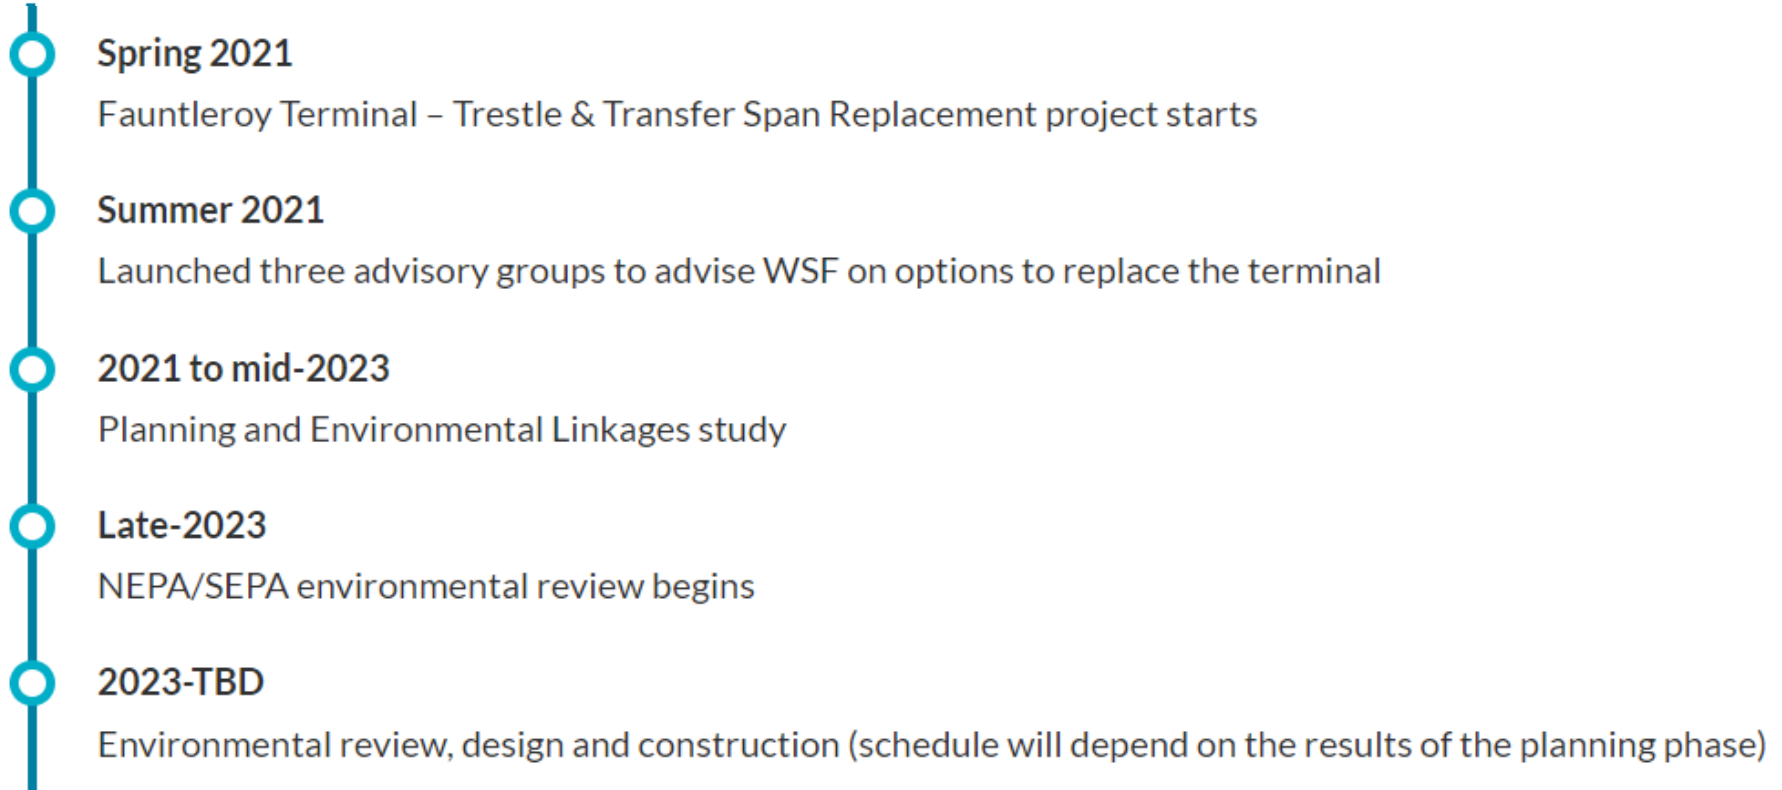 Spring 2021
Fauntleroy Terminal – Trestle & Transfer Span Replacement project starts
Summer 2021
Launched three advisory groups to advise WSF on options to replace the terminal
2021 to mid-2023
Planning and Environmental Linkages study
Late-2023
NEPA/SEPA environmental review begins
2023-TBD
Environmental review, design and construction (schedule will depend on the results of the planning phase)